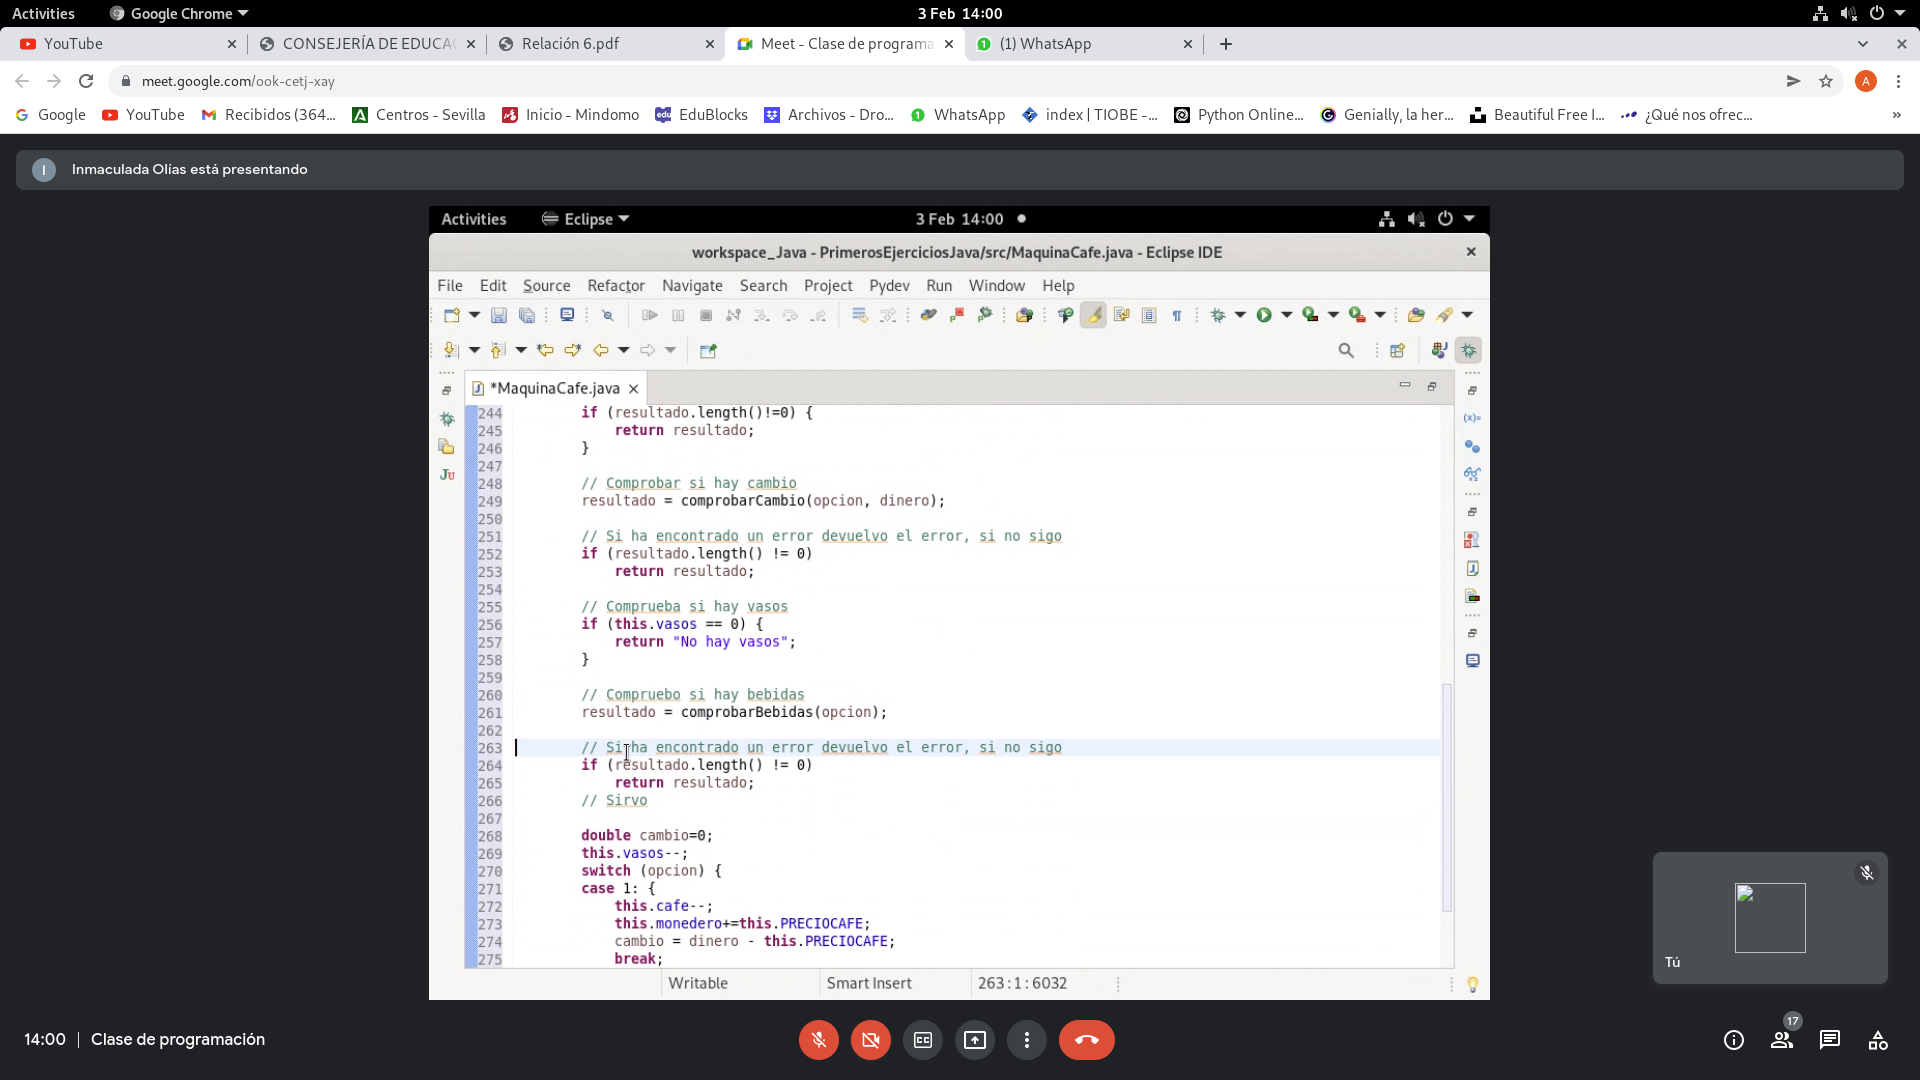 Activities Google Chrome 3 Feb 14:00
YouTube CONSEJERÍA DE EDUCA Relación 6.pdf Meet - Clase de programa (1) WhatsApp
meet.google.com/ook-cetj-xay A
Google YouTube Recibidos (364... Centros - Sevilla Inicio - Mindomo EduBlocks Archivos - Dro... WhatsApp index | TIOBE -... Python Online... Genially, la her... Beautiful Free I... ¿Qué nos ofrec... »
I Inmaculada Olías está presentando
Activities Eclipse 3 Feb 14:00
workspace_Java - PrimerosEjerciciosJava/src/MaquinaCafe.java - Eclipse IDE
File Edit Source Refactor Navigate Search Project Pydev Run Window Help
*MaquinaCafe.java
244 if (resultado.length()!=0) {
245 return resultado;
246 }
247
248 // Comprobar si hay cambio
249 resultado = comprobarCambio(opcion, dinero);
250
251 // Si ha encontrado un error devuelvo el error, si no sigo
252 if (resultado.length() != 0)
253 return resultado;
254
255 // Comprueba si hay vasos
256 if (this.vasos == 0) {
257 return "No hay vasos";
258 }
259
260 // Compruebo si hay bebidas
261 resultado = comprobarBebidas(opcion);
262
263 // Si ha encontrado un error devuelvo el error, si no sigo
264 if (resultado.length() != 0)
265 return resultado;
266 // Sirvo
267
268 double cambio=0;
269 this.vasos--;
270 switch (opcion) {
271 case 1: {
272 this.cafe--;
273 this.monedero+=this.PRECIOCAFE;
274 cambio = dinero - this.PRECIOCAFE;
275 break;
Writable Smart Insert 263 : 1 : 6032
Tú
14:00 | Clase de programación
17